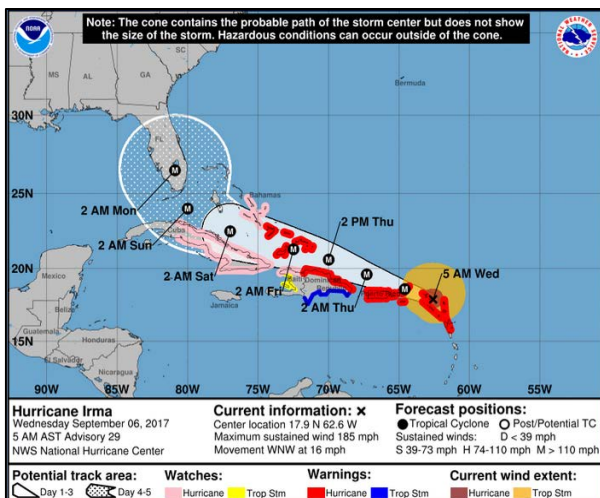 NOAA
Note: The cone contains the probable path of the storm center but does not show
the size of the storm. Hazardous conditions can occur outside of the cone.
NATIONAL WEATHER SERVICE
SC
MS
AL
GA
Bermuda
30N
FL
25N
2 AM Mon
Bahamas
2 PM Thu
2 AM Sun
Cuba
5 AM Wed
20N
Mexico
2 AM Sat
Haiti
Dominican
Jamaica
2 AM Fri
2 AM Thu
Belize
Guatemala
Honduras
15N
El Salvador
Nicaragua
90W 85W 80W 75W 70W 65W 60W 55W
M
M
M
M
M
M
M
Hurricane Irma
Wednesday September 06, 2017
5 AM AST Advisory 29
NWS National Hurricane Center
Current information: ×
Center location 17.9 N 62.6 W
Maximum sustained wind 185 mph
Movement WNW at 16 mph
Forecast positions:
Tropical Cyclone Post/Potential TC
Sustained winds: D < 39 mph
S 39-73 mph H 74-110 mph M > 110 mph
Potential track area:
Day 1-3 Day 4-5
Watches:
Hurricane Trop Stm
Warnings:
Hurricane Trop Stm
Current wind extent:
Hurricane Trop Stm